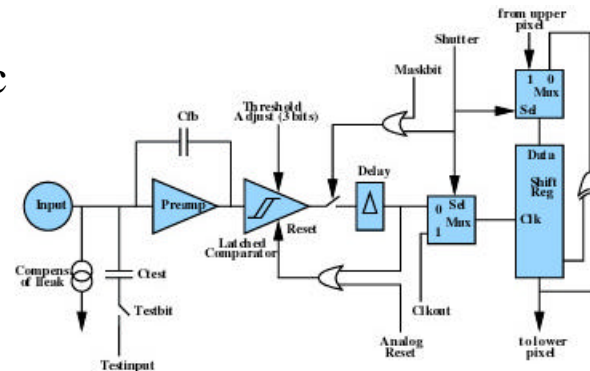 c
from upper
pixel
Shutter
Maskbit
1 0
Mux
Sel
Threshold
Adjust (3 bits)
Cfb
Data
Shift
Reg
Clk
Delay
Input
Preamp
Δ
0 Sel
Mux
1
Reset
Latched
Comparator
Compens
of Ileak
Ctest
Testbit
Clkout
Analog
Reset
to lower
pixel
Testinput